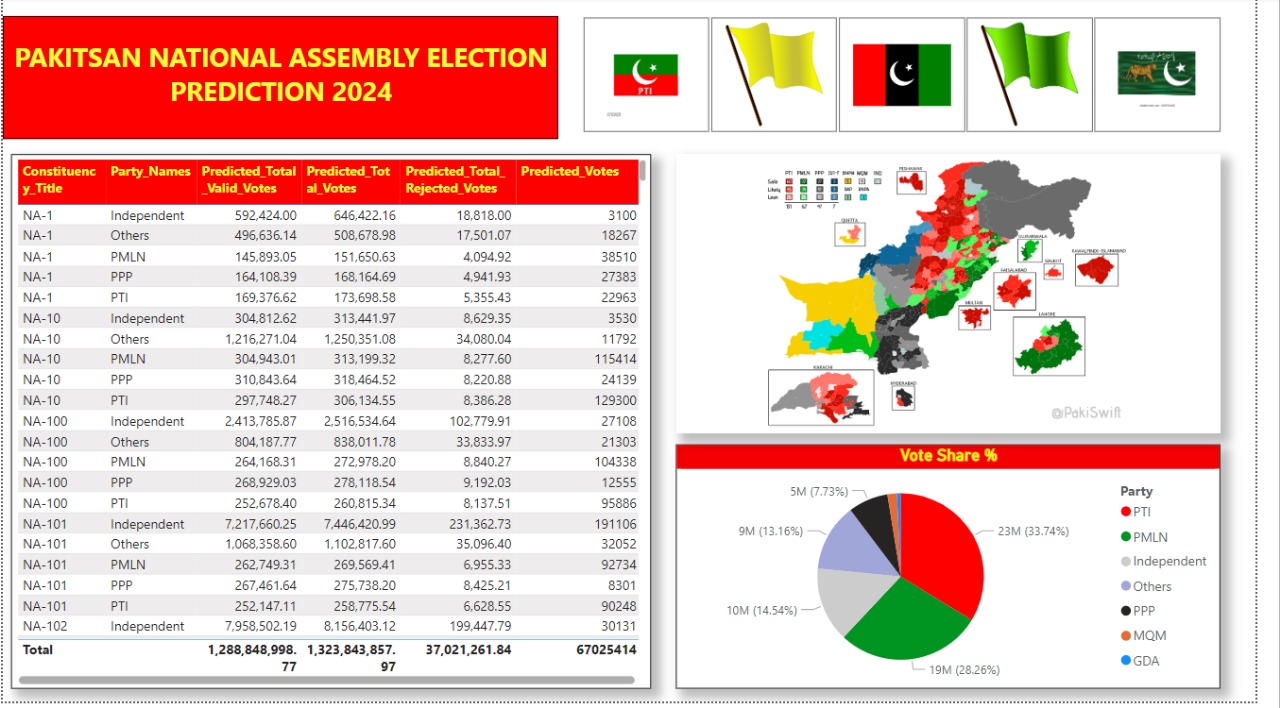 PAKITSAN NATIONAL ASSEMBLY ELECTION
PREDICTION 2024
PTI
Constituenc
y_Title
Party_Names
Predicted_Total
_Valid_Votes
Predicted_Tot
al_Votes
Predicted_Total_
Rejected_Votes
Predicted_Votes
NA-1 Independent 592,424.00 646,422.16 18,818.00 3100
NA-1 Others 496,636.14 508,698.98 17,501.07 18267
NA-1 PMLN 145,893.05 151,650.47 4,094.92 38510
NA-1 PPP 164,108.39 168,164.84 4,941.93 27383
NA-1 PTI 169,376.62 173,698.58 5,355.43 22963
NA-10 Independent 313,441.97 8,629.35 3530
NA-10 Others 1,216,271.04 1,250,351.08 34,080.04 11792
NA-10 PMLN 304,943.01 313,199.32 8,277.60 115414
NA-10 PPP 310,843.64 318,464.52 8,220.88 24139
NA-10 PTI 297,748.27 306,134.55 8,386.28 129300
NA-100 Independent 2,413,785.87 2,516,534.64 102,779.91 27108
NA-100 Others 804,187.77 838,011.78 33,833.97 21303
NA-100 PMLN 264,168.31 272,978.20 8,840.27 104338
NA-100 PPP 268,929.03 278,118.54 9,192.03 12555
NA-100 PTI 252,678.40 260,815.34 8,137.51 95886
NA-101 Independent 7,217,660.25 7,446,420.99 231,362.73 191106
NA-101 Others 1,068,358.60 1,102,817.60 35,096.40 32052
NA-101 PMLN 262,749.31 269,569.41 6,955.33 92734
NA-101 PPP 267,461.64 275,738.20 8,425.21 8301
NA-101 PTI 252,147.11 258,775.54 6,628.55 90248
NA-102 Independent 7,958,502.19 8,156,403.12 199,447.79 30131
Total 1,288,848,998.
77 1,323,843,857.
97 37,021,261.84 67025414
PTI PMLN PPP
Safe
Likely
Lean
PESHAWAR
QUETTA
GUJRANWALA
RAWALPINDI-ISLAMABAD
SIALKOT
FAISALABAD
MULTAN
LAHORE
KARACHI
HYDERABAD
@PakiSwift
Vote Share %
5M (7.73%)
9M (13.16%)
10M (14.54%)
23M (33.74%)
19M (28.26%)
Party
PTI
PMLN
Independent
Others
PPP
MQM
GDA